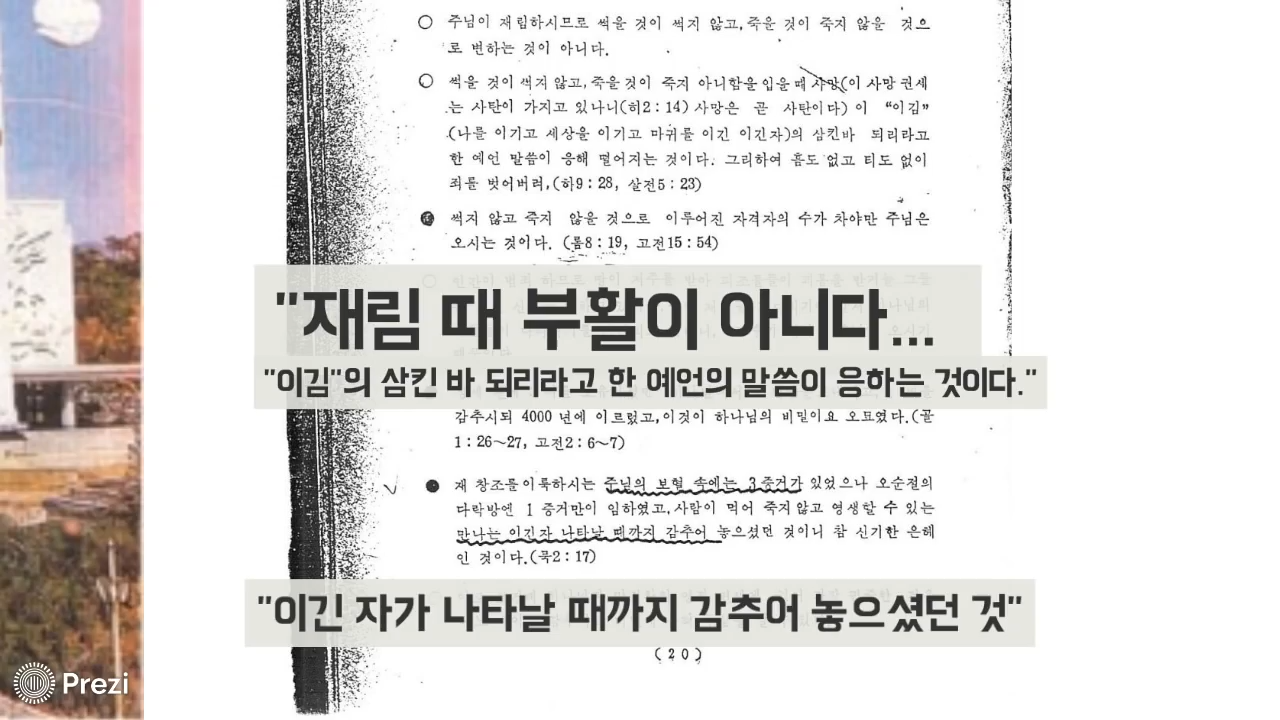 ○ 주님이 재림하시므로 썩을 것이 썩지 않고,죽을 것이 죽지 않을 것으
로 변하는 것이 아니다.
○ 썩을 것이 썩지 않고,죽을 것이 죽지 아니함을 입을 때 사망(이 사망 권세
는 사탄이 가지고 있나니(히2:14) 사망은 곧 사탄이다) 이 “이김”
(나를 이기고 세상을 이기고 마귀를 이긴 이긴자)의 삼킨바 되리라고
한 예언 말씀이 응해 떨어지는 것이다. 그리하여 흠도 없고 티도 없이
죄를 벗어버려,(히9:28, 살전5:23)
● 썩지 않고 죽지 않을 것으로 이루어진 자격자의 수가 차야만 주님은
오시는 것이다. (롬8:19, 고전15:54)
"재림 때 부활이 아니다...
"이김"의 삼킨 바 되리라고 한 예언의 말씀이 응하는 것이다."
감추시되 4000 년에 이르렀고,이것이 하나님의 비밀이요 오묘였다.(골
1:26~27, 고전2:6~7)
● 재 창조를 이룩하시는 주님의 보혈 속에는 3증거가 있었으나 오순절의
다락방엔 1 증거만이 임하였고,사람이 먹어 죽지않고 영생할 수 있는
만나는 이긴자 나타날 때까지 감추어 놓으셨던 것이니 참 신기한 은혜
인 것이다.(묵2:17)
"이긴 자가 나타날 때까지 감추어 놓으셨던 것"
(20)
Prezi